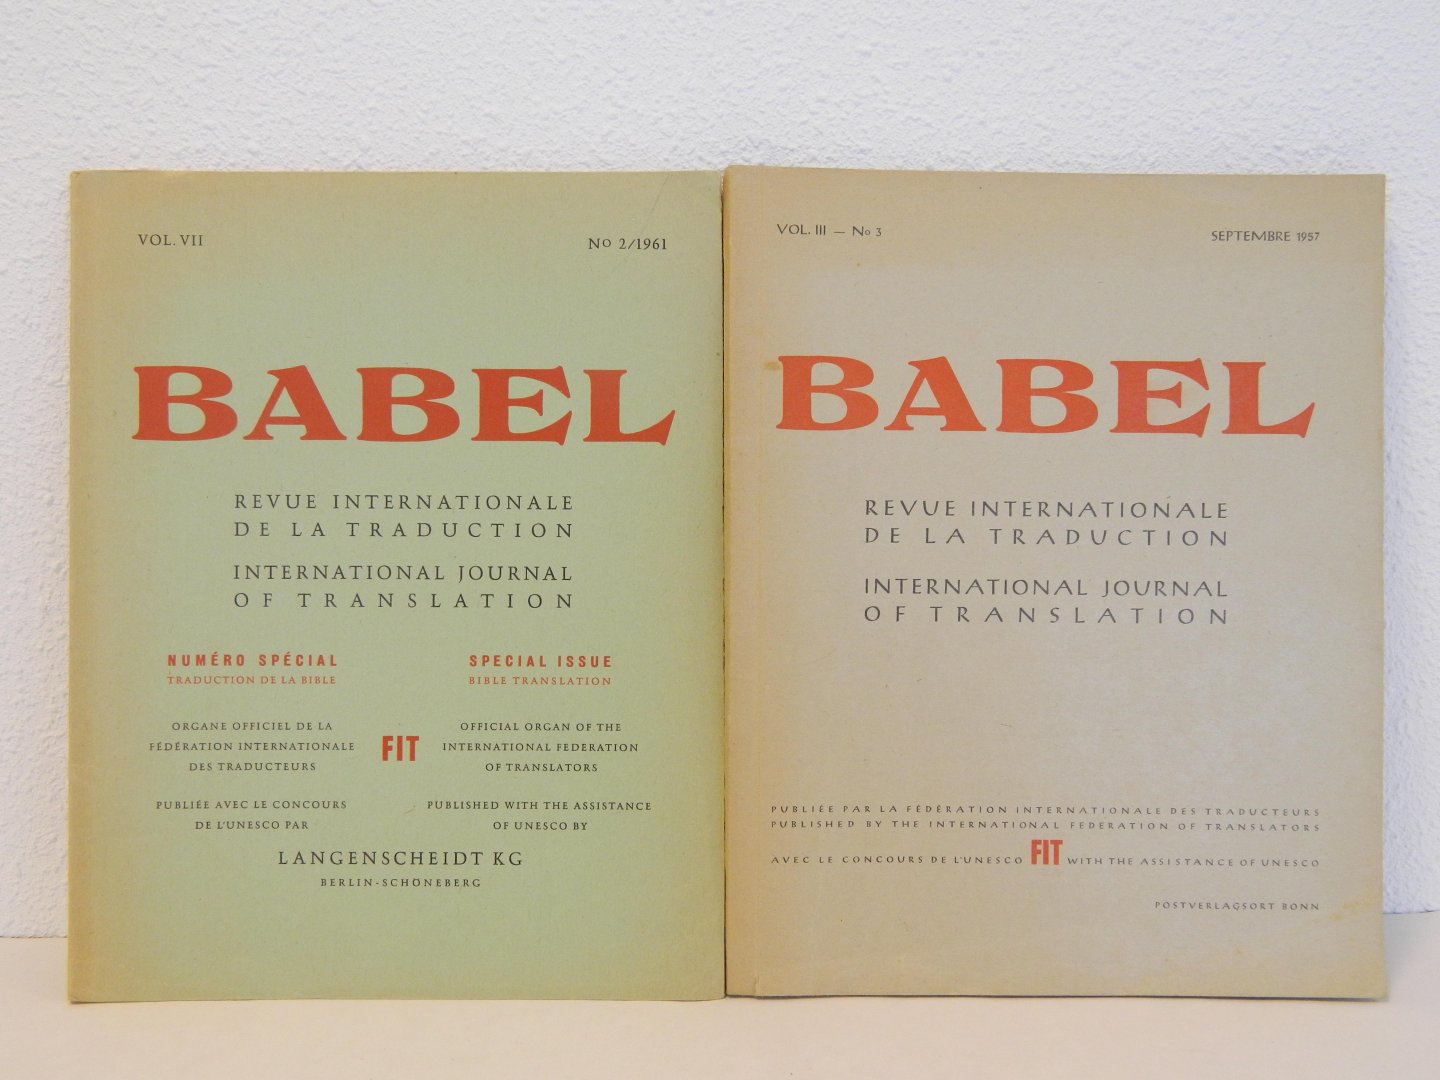 VOL. VII
No 2/1961
BABEL
REVUE INTERNATIONALE
DE LA TRADUCTION
INTERNATIONAL JOURNAL
OF TRANSLATION
NUMÉRO SPÉCIAL
TRADUCTION DE LA BIBLE
SPECIAL ISSUE
BIBLE TRANSLATION
ORGANE OFFICIEL DE LA
FÉDÉRATION INTERNATIONALE
DES TRADUCTEURS
FIT
OFFICIAL ORGAN OF THE
INTERNATIONAL FEDERATION
OF TRANSLATORS
PUBLIÉE AVEC LE CONCOURS
DE L'UNESCO PAR
PUBLISHED WITH THE ASSISTANCE
OF UNESCO BY
LANGENSCHEIDT KG
BERLIN-SCHÖNEBERG
VOL. III — No 3
SEPTEMBRE 1957
BABEL
REVUE INTERNATIONALE
DE LA TRADUCTION
INTERNATIONAL JOURNAL
OF TRANSLATION
PUBLIÉE PAR LA FÉDÉRATION INTERNATIONALE DES TRADUCTEURS
PUBLISHED BY THE INTERNATIONAL FEDERATION OF TRANSLATORS
AVEC LE CONCOURS DE L'UNESCO FIT WITH THE ASSISTANCE OF UNESCO
POSTVERLAGSORT BONN